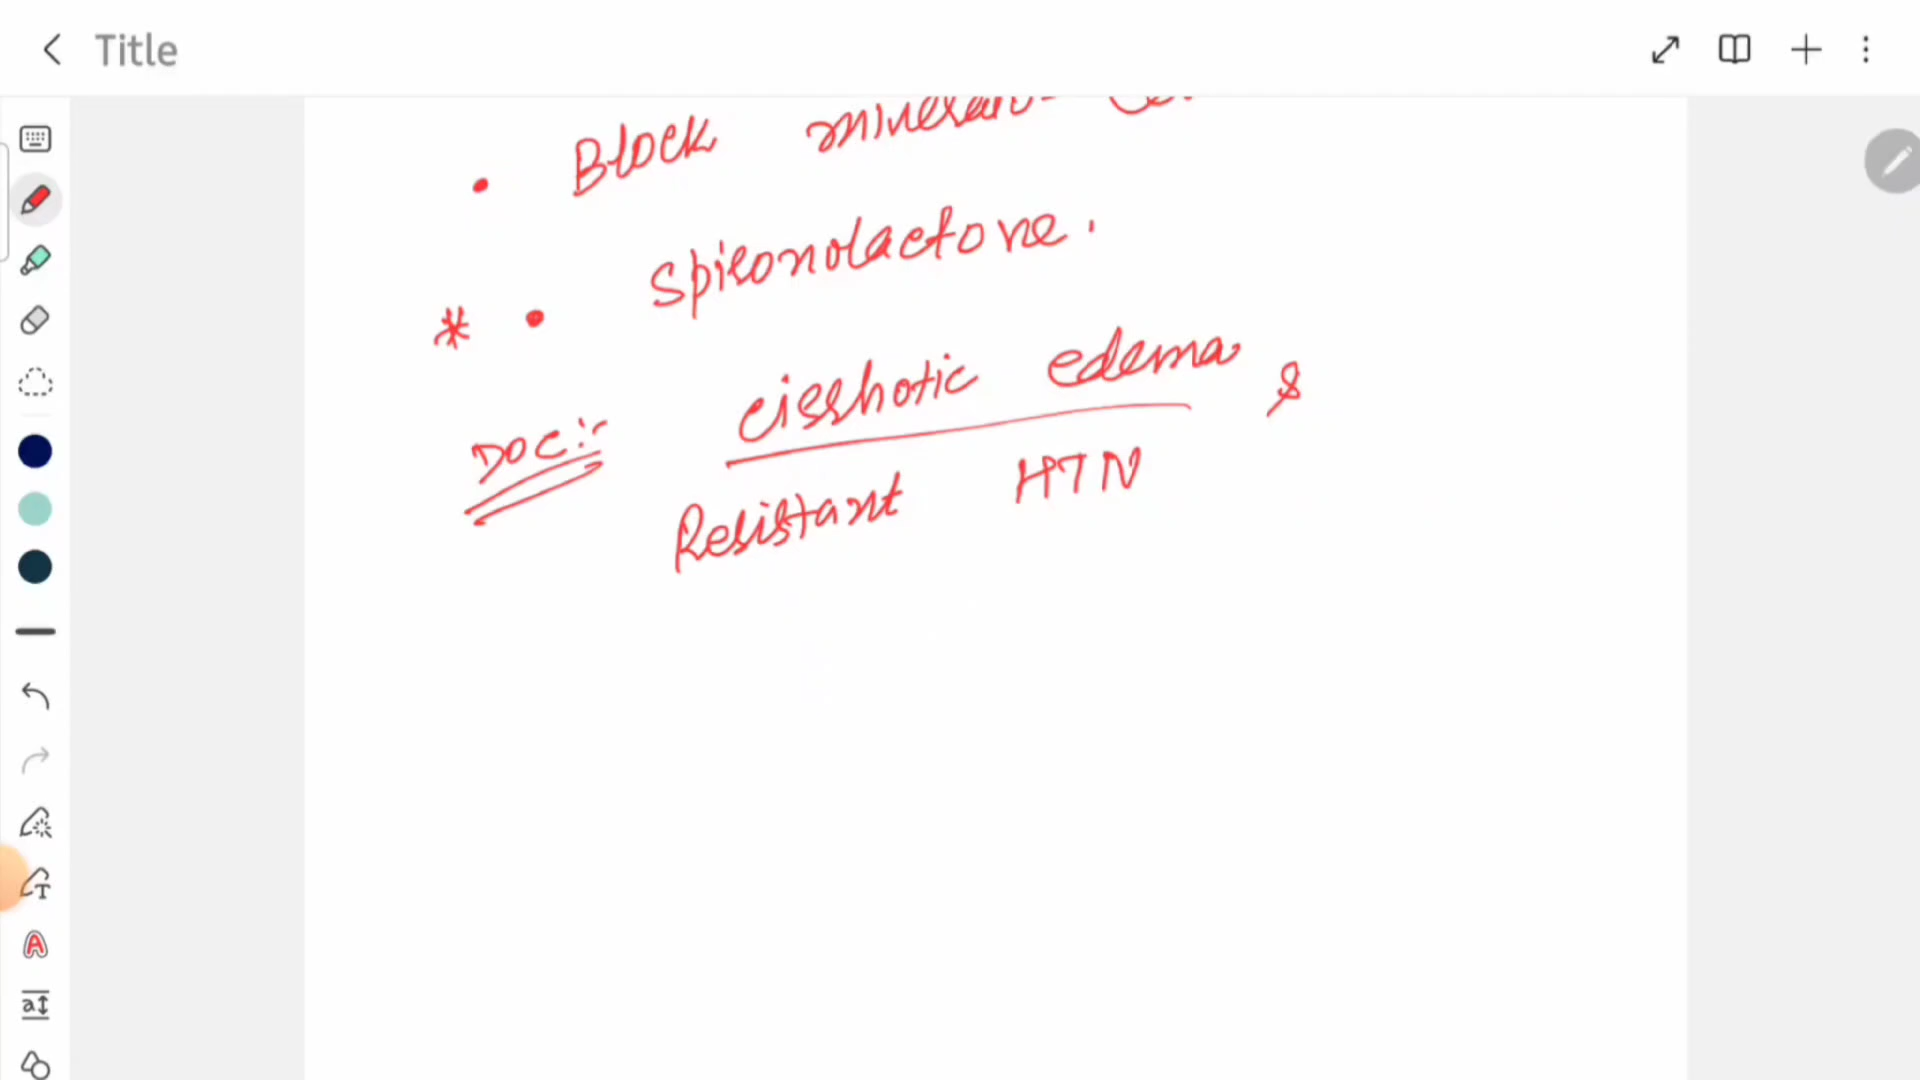 Title
• Block
* • Spironolactone.
DOC:- cirrhotic edema &
Resistant HTN